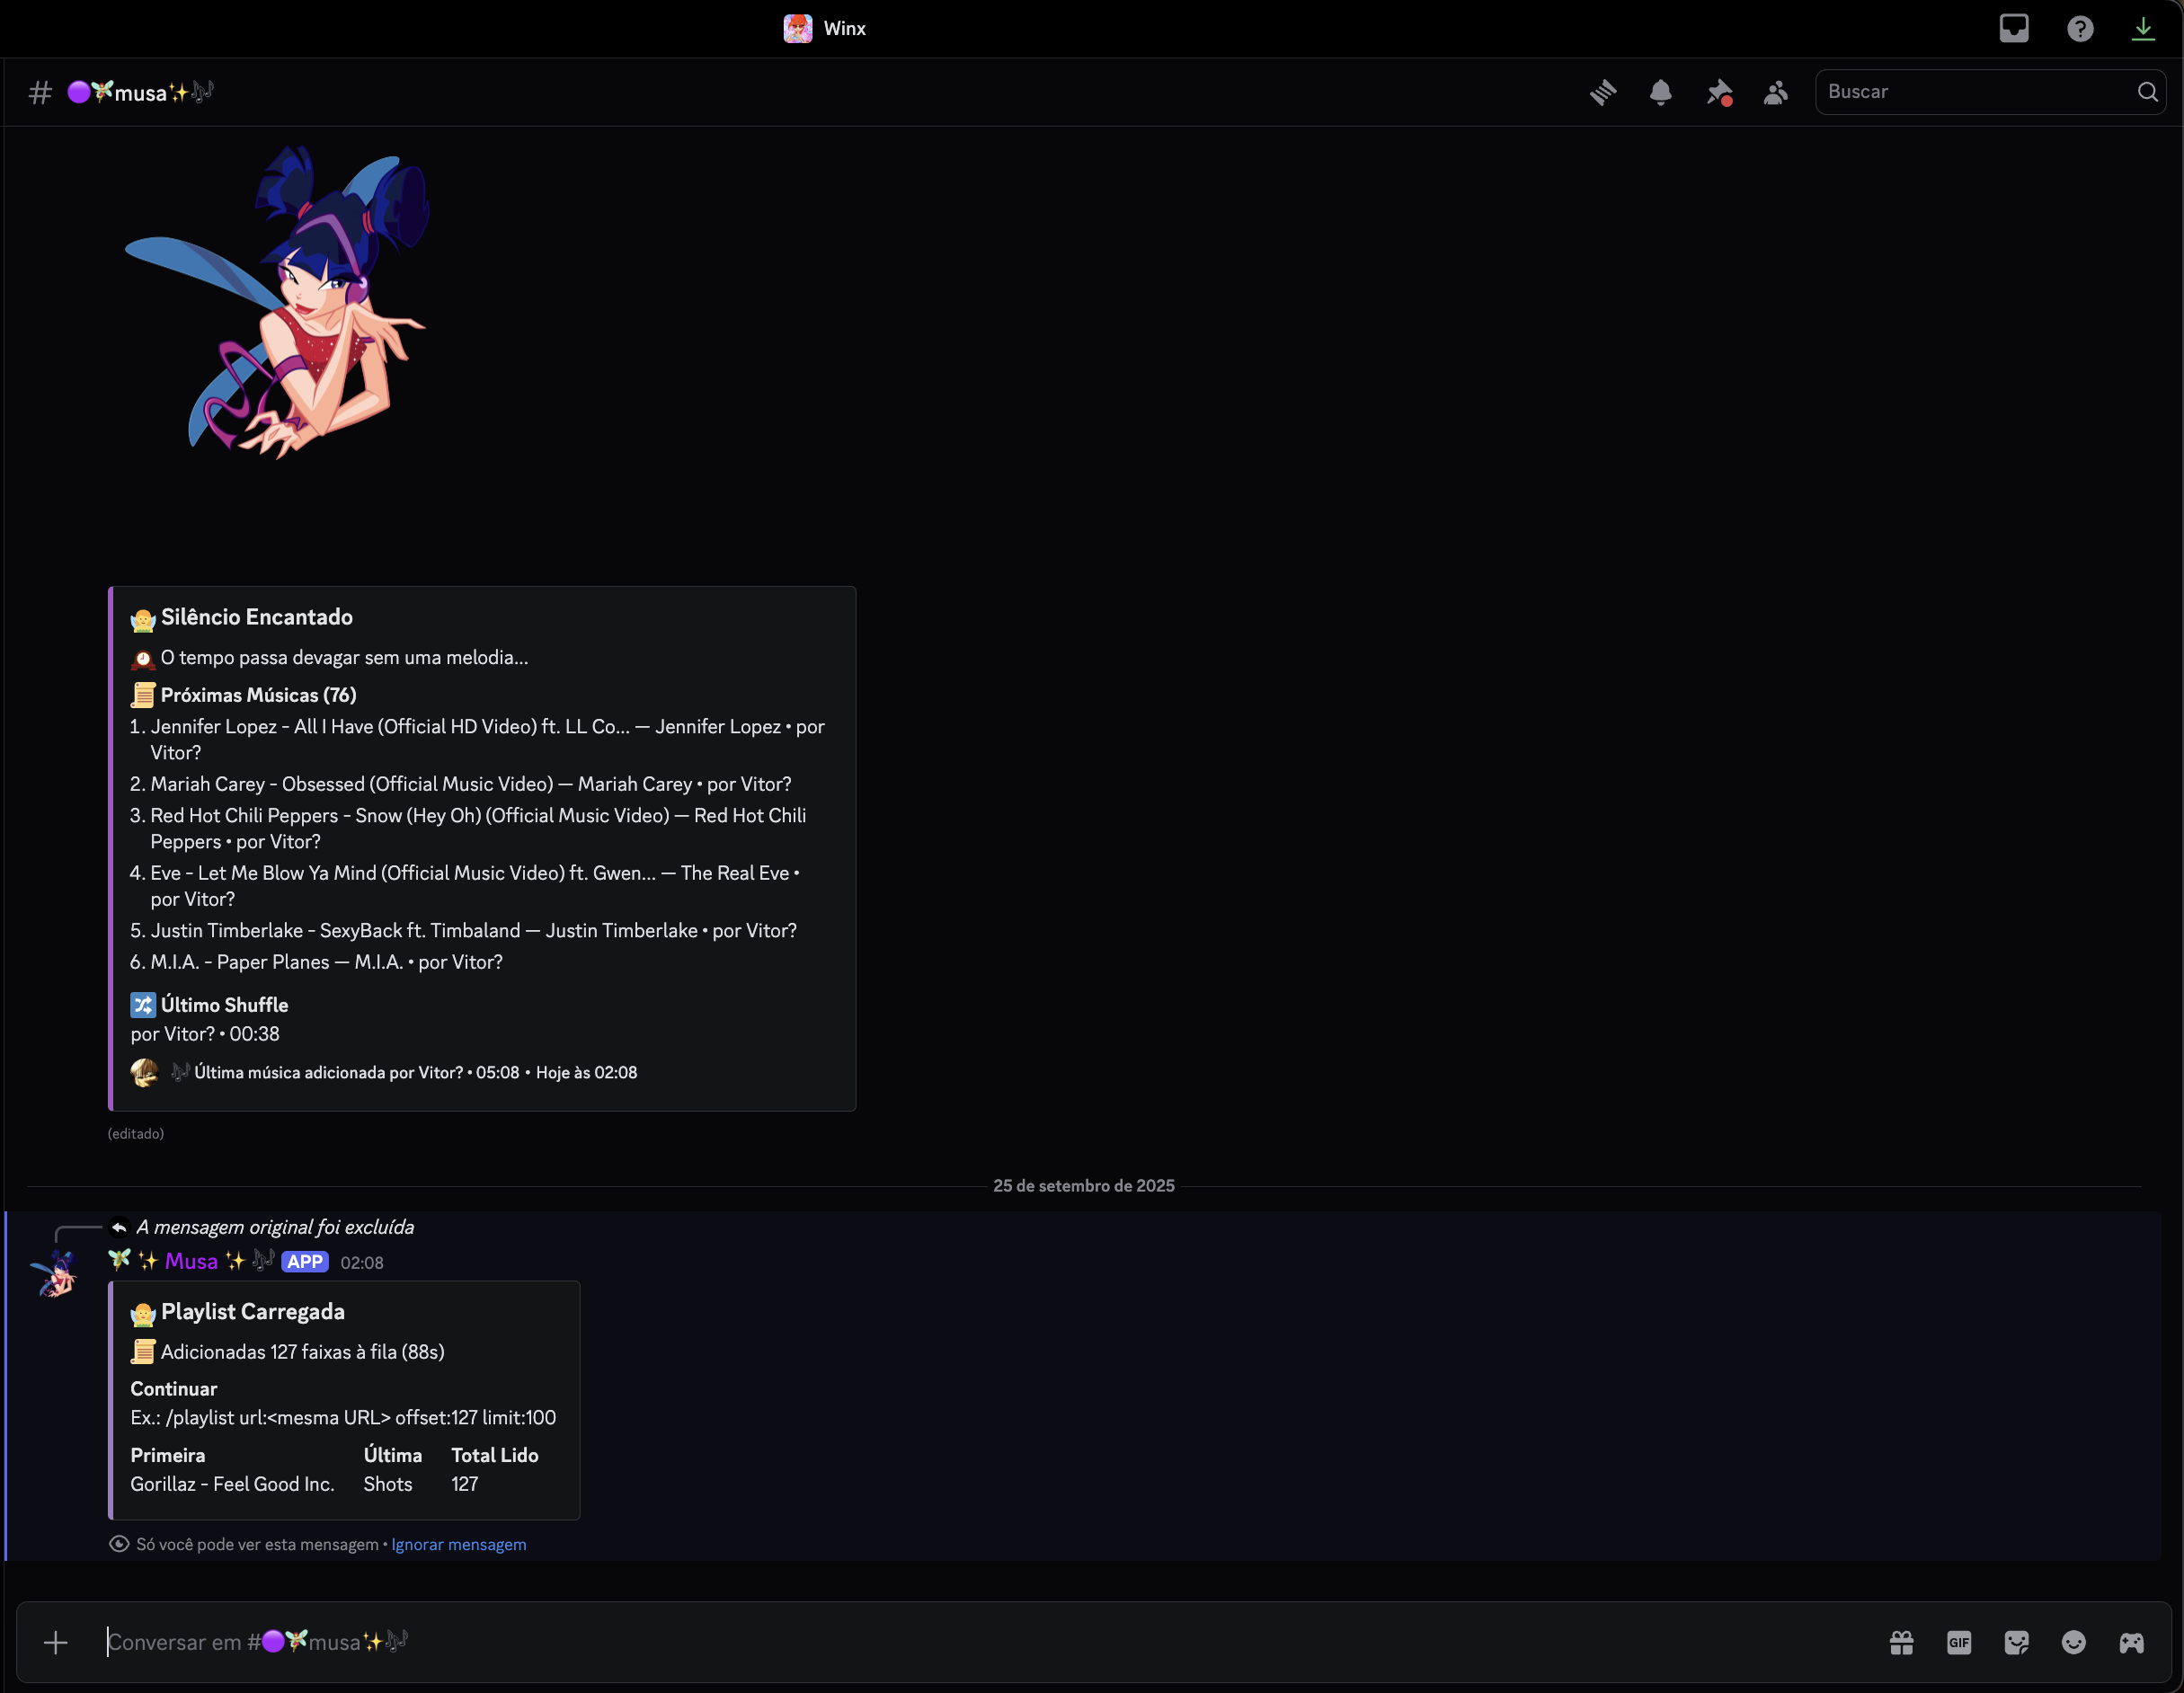 Winx
musa
Buscar
Silêncio Encantado
O tempo passa devagar sem uma melodia...
Próximas Músicas (76)
1. Jennifer Lopez - All I Have (Official HD Video) ft. LL Co... — Jennifer Lopez • por
Vitor?
2. Mariah Carey - Obsessed (Official Music Video) — Mariah Carey • por Vitor?
3. Red Hot Chili Peppers - Snow (Hey Oh) (Official Music Video) — Red Hot Chili
Peppers • por Vitor?
4. Eve - Let Me Blow Ya Mind (Official Music Video) ft. Gwen... — The Real Eve •
por Vitor?
5. Justin Timberlake - SexyBack ft. Timbaland — Justin Timberlake • por Vitor?
6. M.I.A. - Paper Planes — M.I.A. • por Vitor?
Último Shuffle
por Vitor? • 00:38
Última música adicionada por Vitor? • 05:08 • Hoje às 02:08
(editado)
25 de setembro de 2025
A mensagem original foi excluída
Musa APP 02:08
Playlist Carregada
Adicionadas 127 faixas à fila (88s)
Continuar
Ex.: /playlist url:<mesma URL> offset:127 limit:100
Primeira Última Total Lido
Gorillaz - Feel Good Inc. Shots 127
Só você pode ver esta mensagem • Ignorar mensagem
Conversar em #musa
GIF